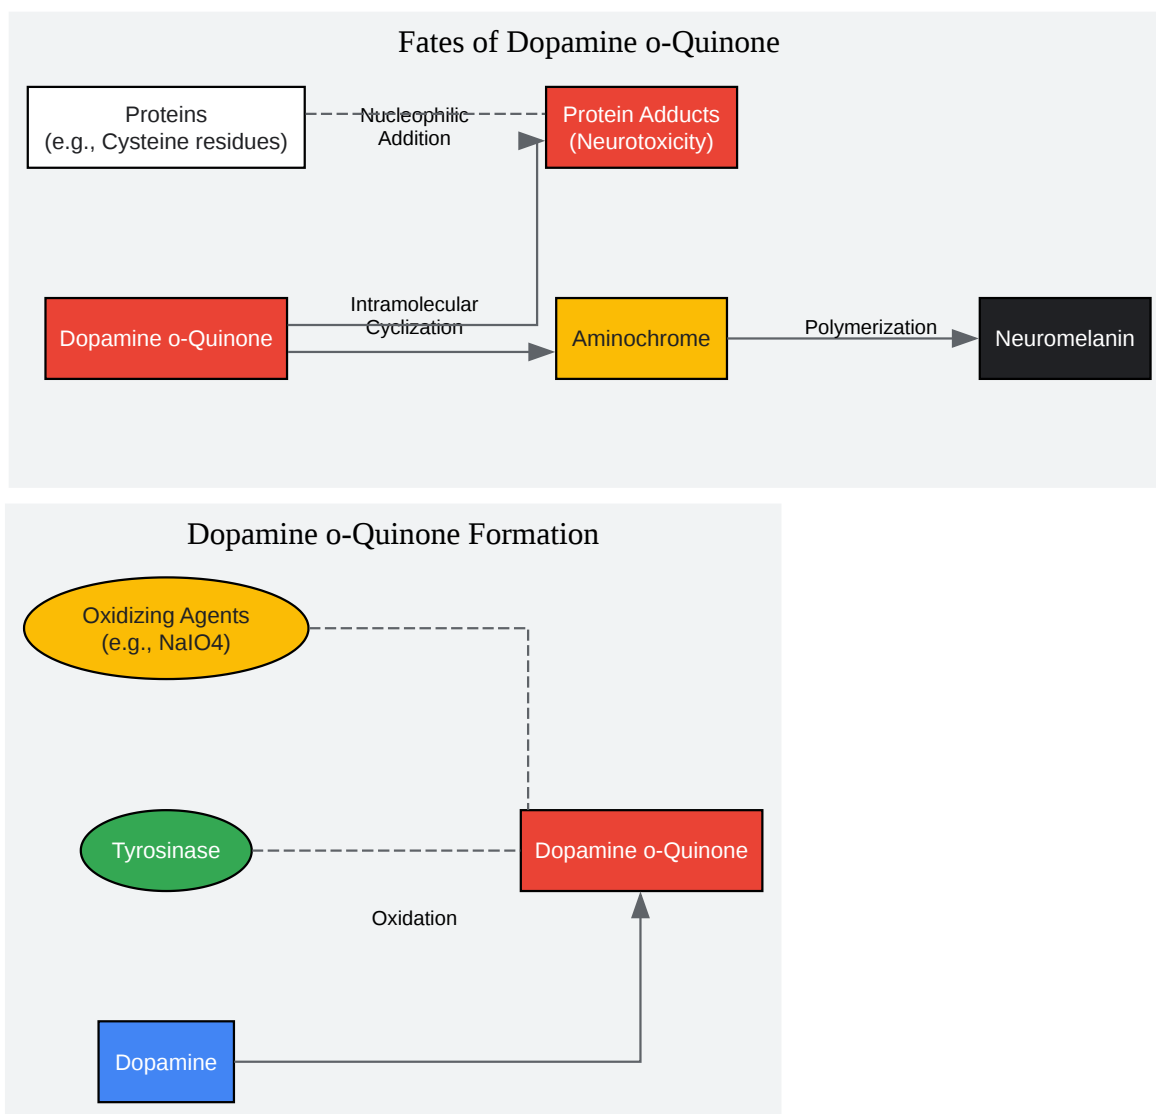 Fates of Dopamine o-Quinone
Proteins
(e.g., Cysteine residues)
Nucleophilic
Addition
Protein Adducts
(Neurotoxicity)
Dopamine o-Quinone
Intramolecular
Cyclization
Aminochrome
Polymerization
Neuromelanin
Dopamine o-Quinone Formation
Oxidizing Agents
(e.g., NaIO4)
Tyrosinase
Dopamine o-Quinone
Oxidation
Dopamine